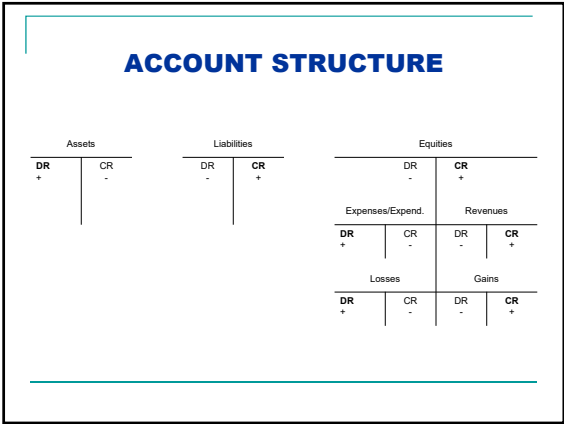 ACCOUNT STRUCTURE
Assets Liabilities Equities
DR CR DR CR DR CR
+ - - + - +
Expenses/Expend. Revenues
DR CR DR CR
+ - - +
Losses Gains
DR CR DR CR
+ - - +